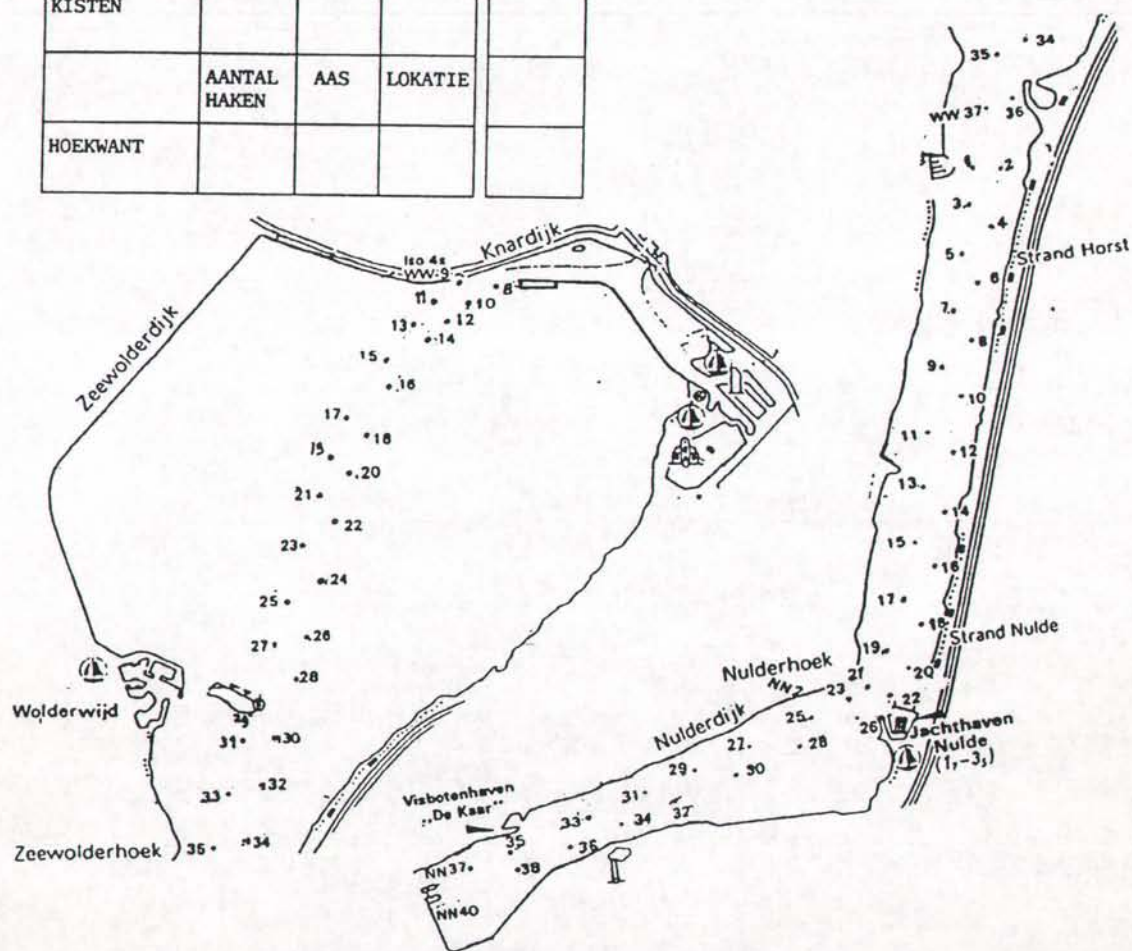 KISTEN
AANTAL HAKEN
AAS
LOKATIE
HOEKWANT
Knardijk
Iso 4s
WW 9
8
11
10
13
12
14
15
16
17
18
20
21
22
23
24
25
26
27
28
31
30
33
32
35
34
Zeewolderdijk
Wolderwijd
Zeewolderhoek
35
34
WW 37
36
2
3
4
5
Strand Horst
6
7
8
9
10
11
12
13
14
15
16
17
18
Strand Nulde
19
20
Nulderhoek
NN 2
21
23
22
25
26
Jachthaven
Nulde
(1,-3,)
Nulderdijk
27
28
29
30
31
Visbotenhaven
„De Kaar"
33
34
37
35
36
NN 37
38
NN 40